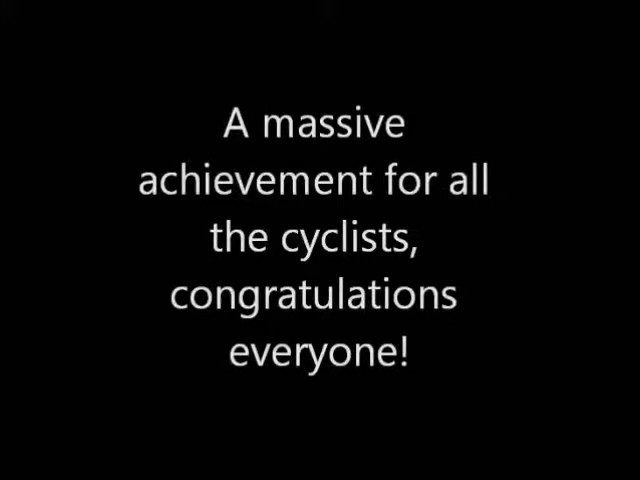 A massive
achievement for all
the cyclists,
congratulations
everyone!